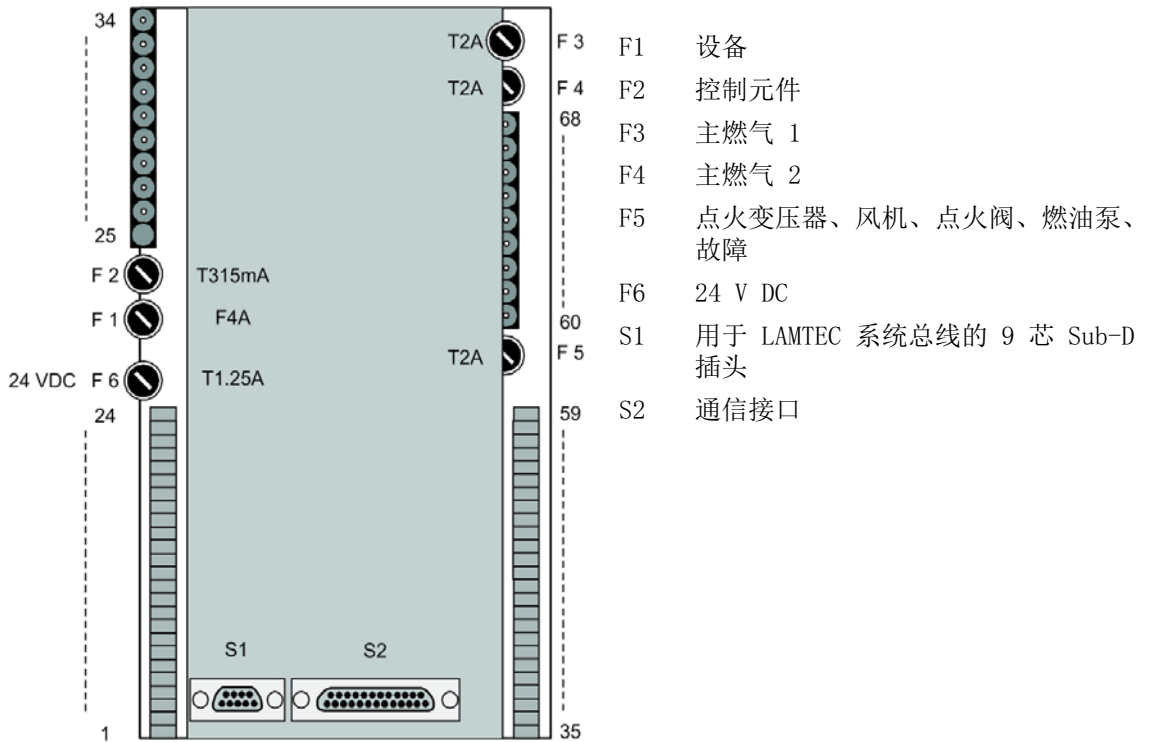 34
25
F 2
T315mA
F 1
F4A
24 VDC
F 6
T1.25A
24
1
T2A
F 3
T2A
F 4
68
60
T2A
F 5
59
35
S1
S2
F1 设备
F2 控制元件
F3 主燃气 1
F4 主燃气 2
F5 点火变压器、风机、点火阀、燃油泵、
故障
F6 24 V DC
S1 用于 LAMTEC 系统总线的 9 芯 Sub-D
插头
S2 通信接口